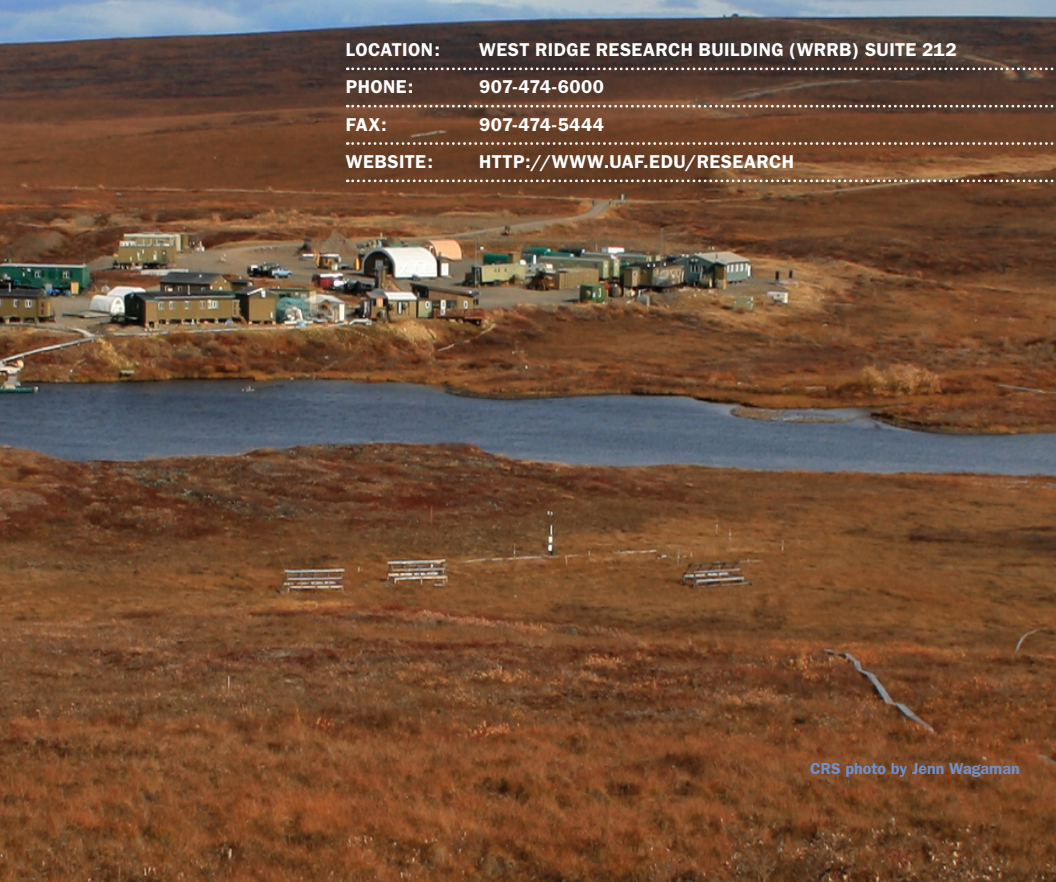 LOCATION: WEST RIDGE RESEARCH BUILDING (WRRB) SUITE 212
PHONE: 907-474-6000
FAX: 907-474-5444
WEBSITE: HTTP://WWW.UAF.EDU/RESEARCH
CRS photo by Jenn Wagaman